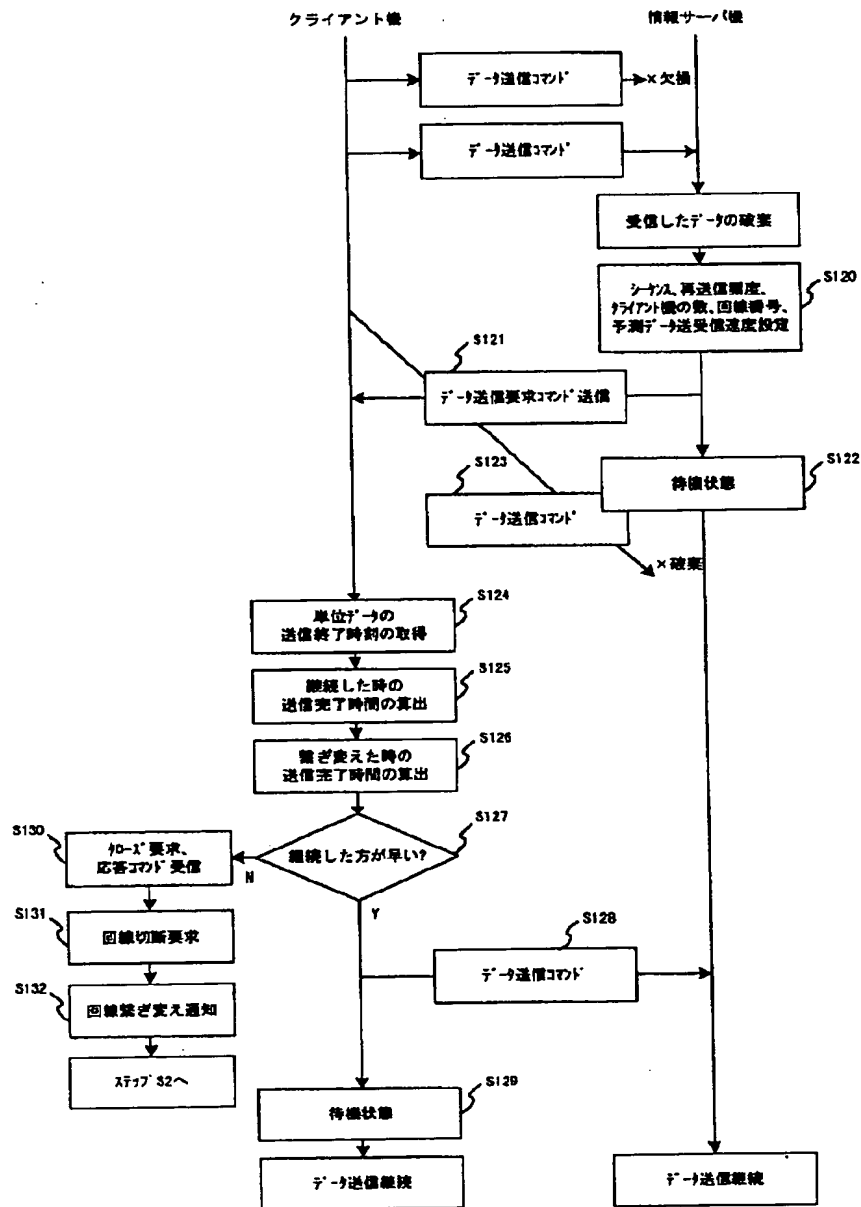 クライアント機
情報サーバ機
データ送信コマンド
×欠損
データ送信コマンド
受信したデータの破棄
S120
シーケンス、再送信頻度、
クライアント機の数、回線番号、
予測データ送受信速度設定
S121
データ送信要求コマンド送信
S122
待機状態
S123
データ送信コマンド
×破棄
S124
単位データの
送信終了時刻の取得
S125
継続した時の
送信完了時間の算出
S126
繋ぎ変えた時の
送信完了時間の算出
S127
継続した方が早い?
N
Y
S130
クローズ要求、
応答コマンド受信
S131
回線切断要求
S132
回線繋ぎ変え通知
ステップS2へ
S128
データ送信コマンド
S129
待機状態
データ送信継続
データ送信継続